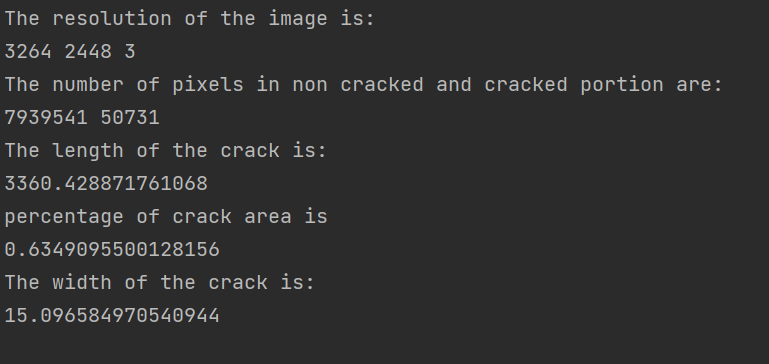 The resolution of the image is:
3264 2448 3
The number of pixels in non cracked and cracked portion are:
7939541 50731
The length of the crack is:
3360.428871761068
percentage of crack area is
0.6349095500128156
The width of the crack is:
15.096584970540944